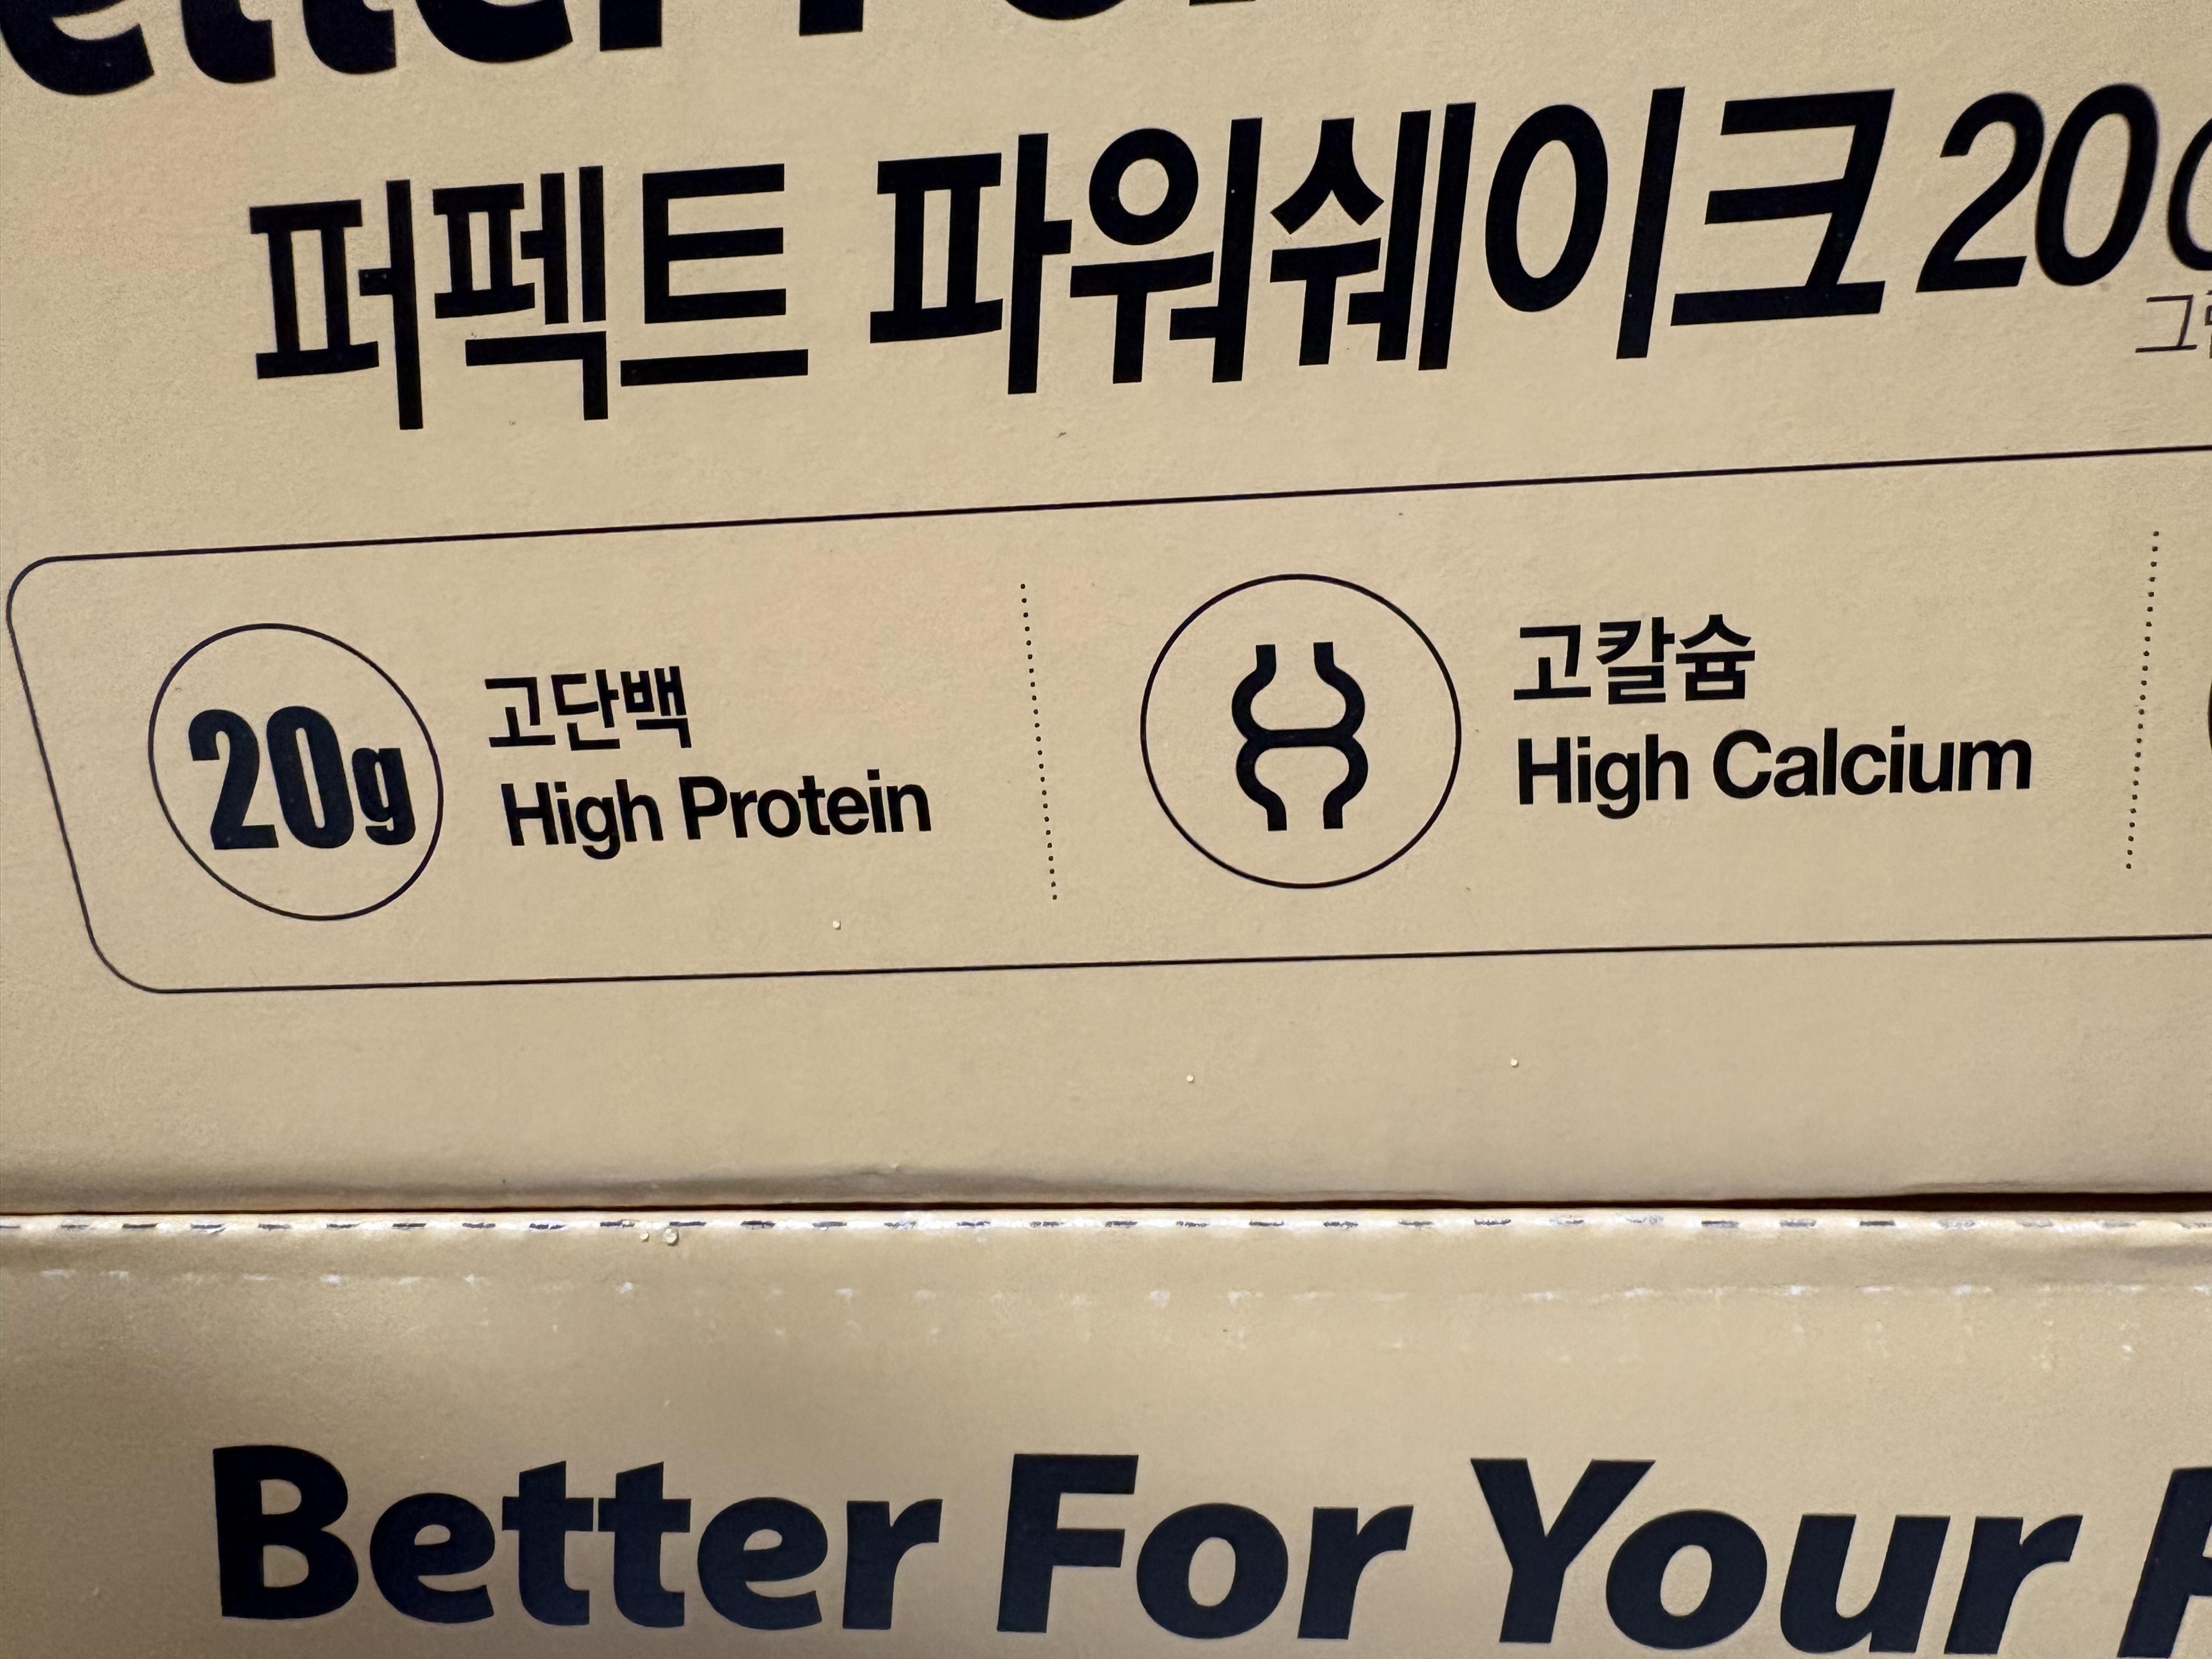 퍼펙트 파워쉐이크 20
20g
고단백
High Protein
고칼슘
High Calcium
Better For Your